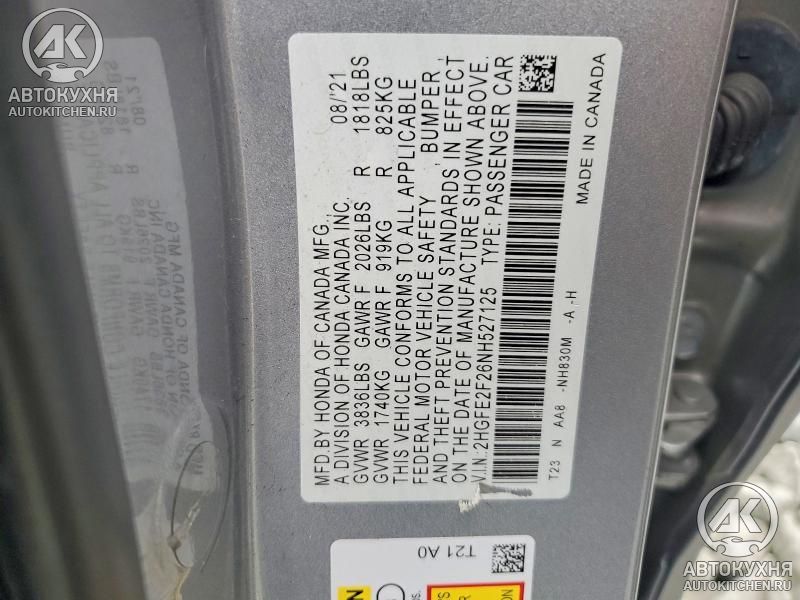 AK
АВТОКУХНЯ
AUTOKITCHEN.RU
MFD.BY HONDA OF CANADA MFG.,
A DIVISION OF HONDA CANADA INC. 08/'21
GVWR 3836LBS GAWR F 2026LBS R 1818LBS
GVWR 1740KG GAWR F 919KG R 825KG
THIS VEHICLE CONFORMS TO ALL APPLICABLE
FEDERAL MOTOR VEHICLE SAFETY , BUMPER ,
AND THEFT PREVENTION STANDARDS IN EFFECT
ON THE DATE OF MANUFACTURE SHOWN ABOVE.
V.I.N.:2HGFE2F26NH527125 TYPE: PASSENGER CAR
T23 N AA8 -NH830M -A -H MADE IN CANADA
T21 A0
AK
АВТОКУХНЯ
AUTOKITCHEN.RU